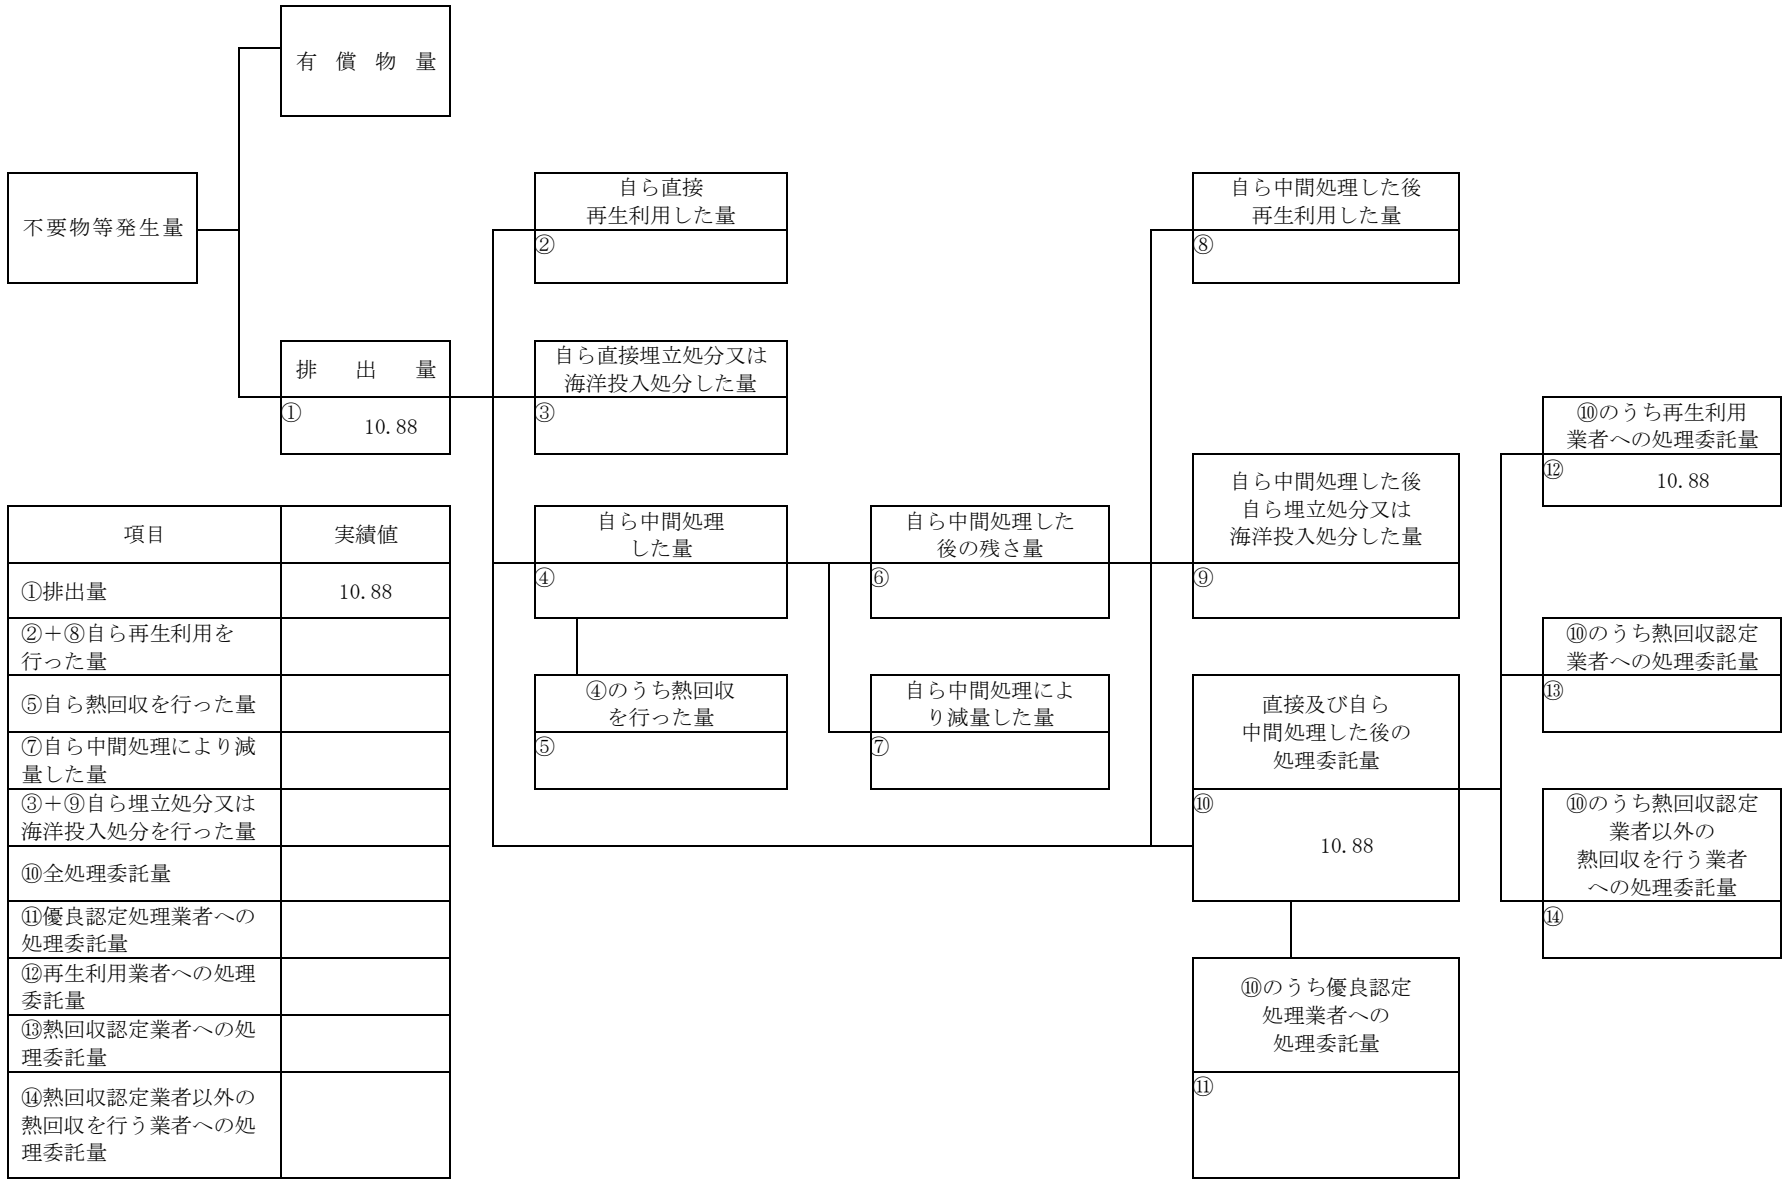 有償物量
不要物等発生量
自ら直接
再生利用した量
②
自ら中間処理した後
再生利用した量
⑧
排出量
①
10.88
自ら直接埋立処分又は
海洋投入処分した量
③
⑩のうち再生利用
業者への処理委託量
⑫
10.88
自ら中間処理
した量
④
自ら中間処理した
後の残さ量
⑥
自ら中間処理した後
自ら埋立処分又は
海洋投入処分した量
⑨
⑩のうち熱回収認定
業者への処理委託量
⑬
④のうち熱回収
を行った量
⑤
自ら中間処理によ
り減量した量
⑦
直接及び自ら
中間処理した後の
処理委託量
⑩
10.88
⑩のうち熱回収認定
業者以外の
熱回収を行う業者
への処理委託量
⑭
⑩のうち優良認定
処理業者への
処理委託量
⑪
項目 実績値
①排出量 10.88
②+⑧自ら再生利用を
行った量
⑤自ら熱回収を行った量
⑦自ら中間処理により減
量した量
③+⑨自ら埋立処分又は
海洋投入処分を行った量
⑩全処理委託量
⑪優良認定処理業者への
処理委託量
⑫再生利用業者への処理
委託量
⑬熱回収認定業者への処
理委託量
⑭熱回収認定業者以外の
熱回収を行う業者への処
理委託量